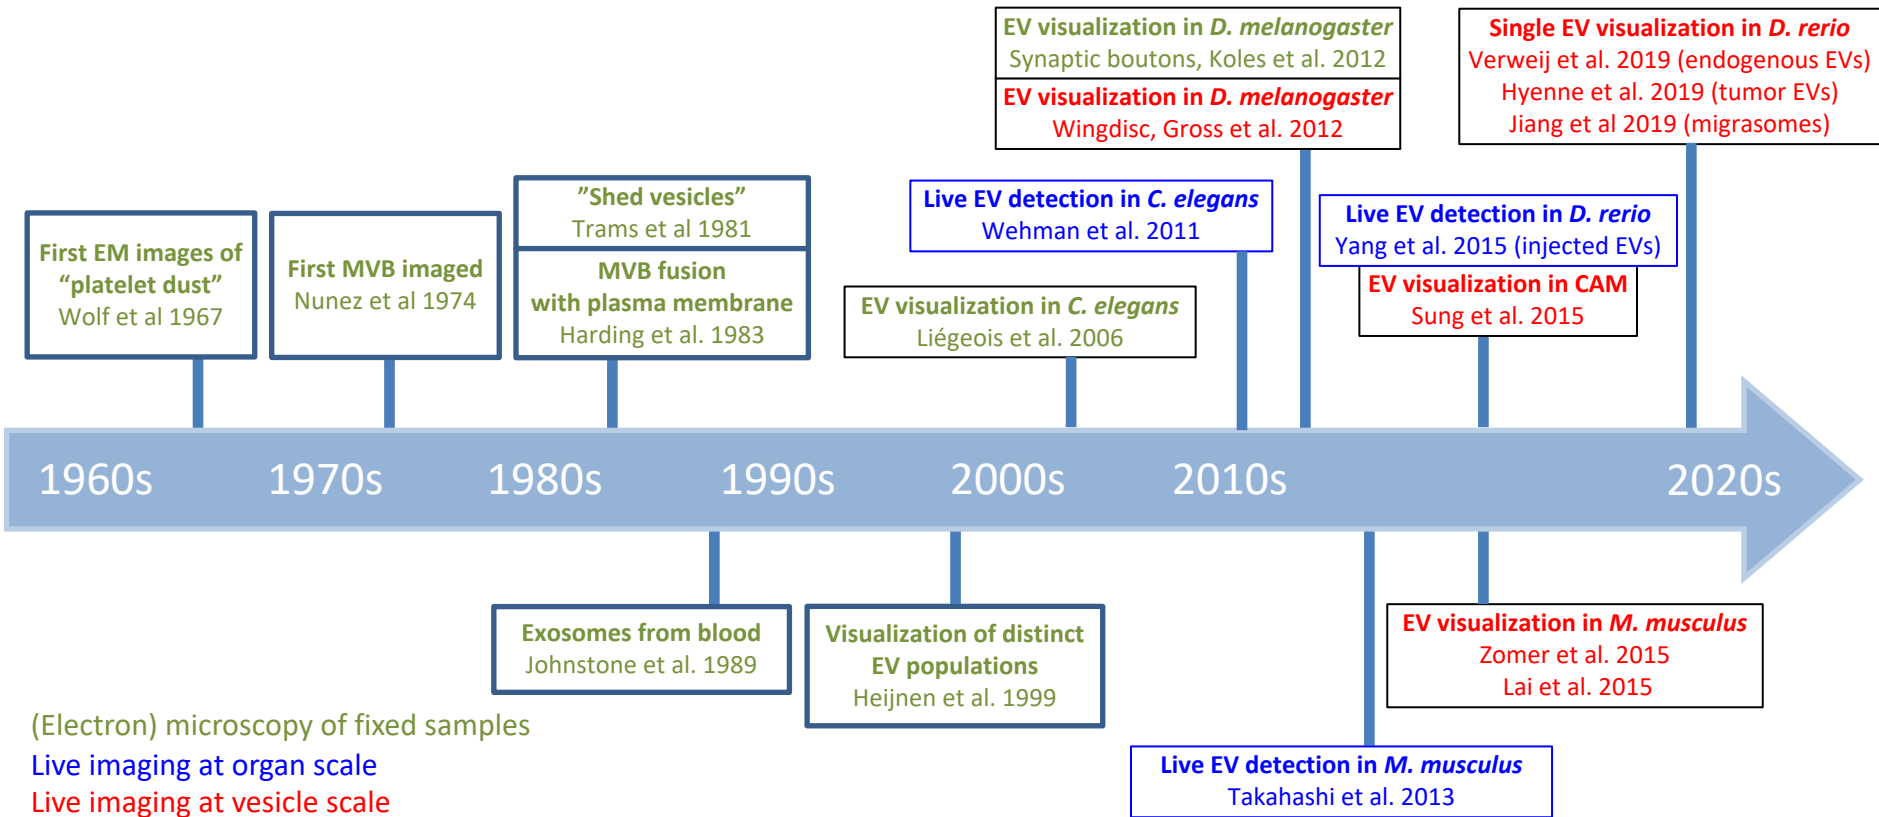 EV visualization in D. melanogaster
Synaptic boutons, Koles et al. 2012
EV visualization in D. melanogaster
Wingdisc, Gross et al. 2012
Single EV visualization in D. rerio
Verweij et al. 2019 (endogenous EVs)
Hyenne et al. 2019 (tumor EVs)
Jiang et al 2019 (migrasomes)
First EM images of
“platelet dust”
Wolf et al 1967
First MVB imaged
Nunez et al 1974
”Shed vesicles”
Trams et al 1981
MVB fusion
with plasma membrane
Harding et al. 1983
Live EV detection in C. elegans
Wehman et al. 2011
EV visualization in C. elegans
Liégeois et al. 2006
Live EV detection in D. rerio
Yang et al. 2015 (injected EVs)
EV visualization in CAM
Sung et al. 2015
1960s
1970s
1980s
1990s
2000s
2010s
2020s
Exosomes from blood
Johnstone et al. 1989
Visualization of distinct
EV populations
Heijnen et al. 1999
EV visualization in M. musculus
Zomer et al. 2015
Lai et al. 2015
Live EV detection in M. musculus
Takahashi et al. 2013
(Electron) microscopy of fixed samples
Live imaging at organ scale
Live imaging at vesicle scale